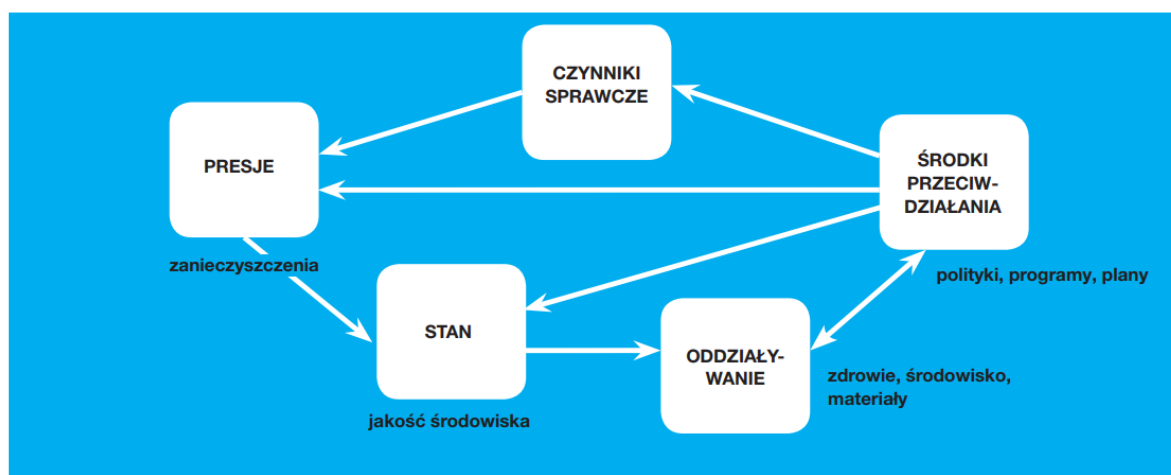 CZYNNIKI
SPRAWCZE
PRESJE
ŚRODKI
PRZECIW-
DZIAŁANIA
zanieczyszczenia
polityki, programy, plany
STAN
ODDZIAŁY-
WANIE
zdrowie, środowisko,
materiały
jakość środowiska